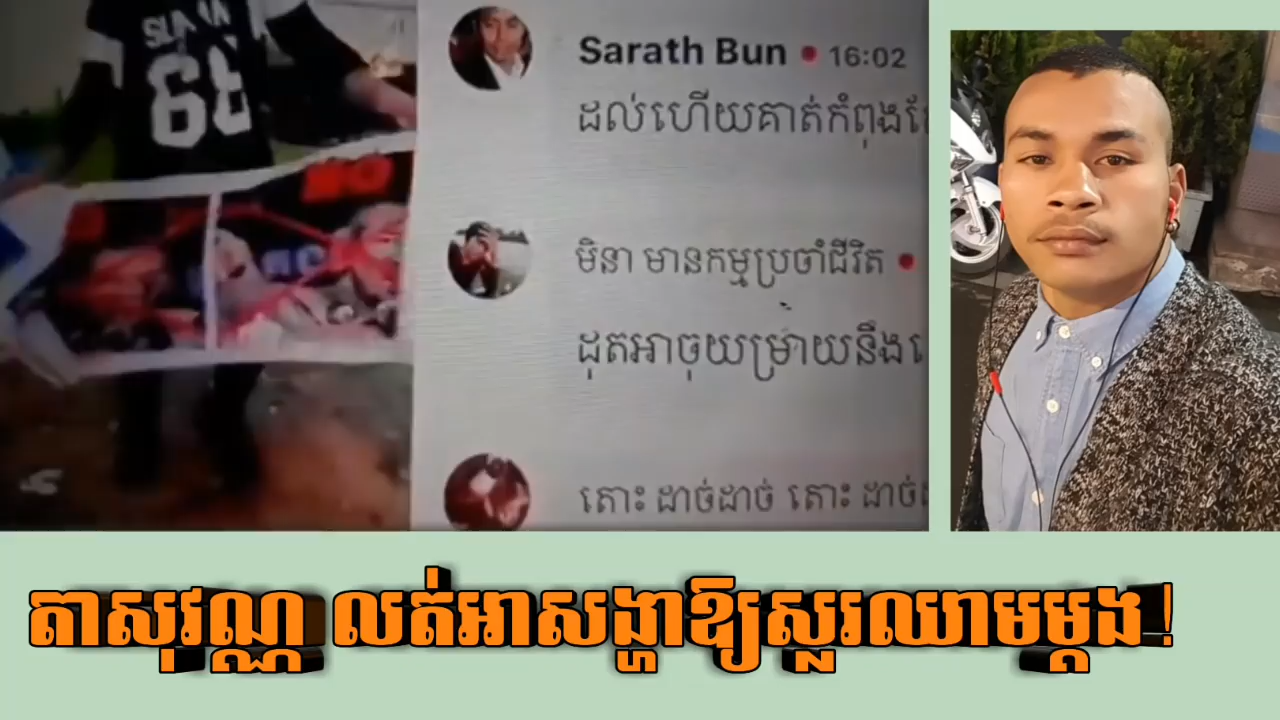 68
NO
Sarath Bun • 16:02
ដល់ហើយគាត់កំពុង
មិនា មានកម្មប្រចាំជីវិត •
ដុតអាចុយម្រាយនឹង
តោះ ដាច់ដាច់ តោះ ដាច់
តាសុវណ្ណ លត់អាសង្ហាឱ្យស្លរឈាមម្ដង !